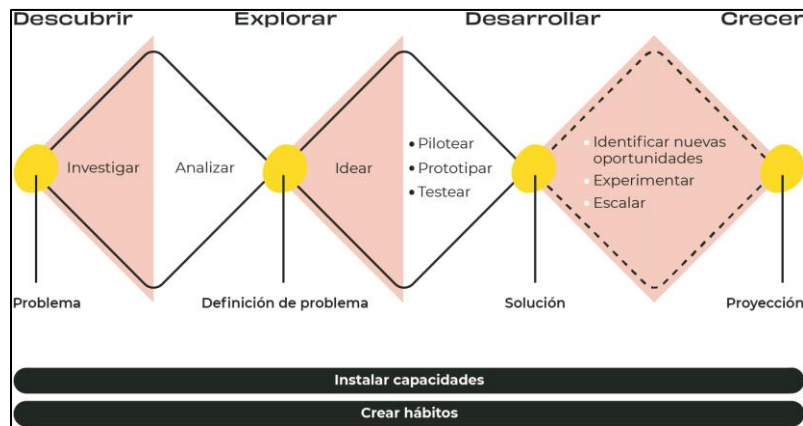 Descubrir
Explorar
Desarrollar
Crecer
Investigar
Analizar
Idear
• Pilotear
• Prototipar
• Testear
• Identificar nuevas
oportunidades
• Experimentar
• Escalar
Problema
Definición de problema
Solución
Proyección
Instalar capacidades
Crear hábitos